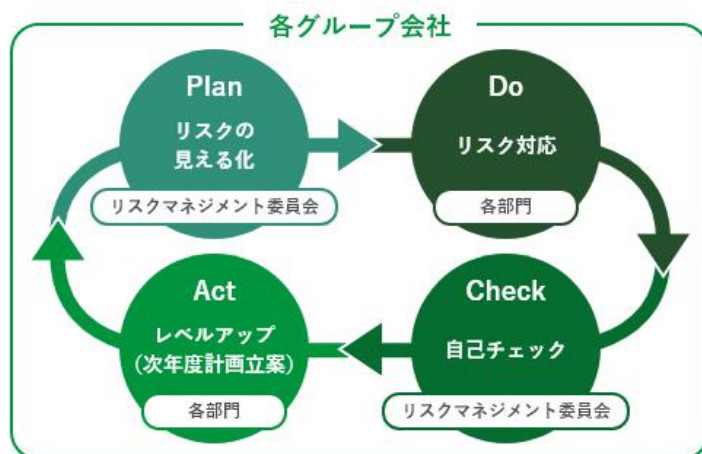 各グループ会社
Plan
リスクの
見える化
リスクマネジメント委員会
Do
リスク対応
各部門
Check
自己チェック
リスクマネジメント委員会
Act
レベルアップ
(次年度計画立案)
各部門